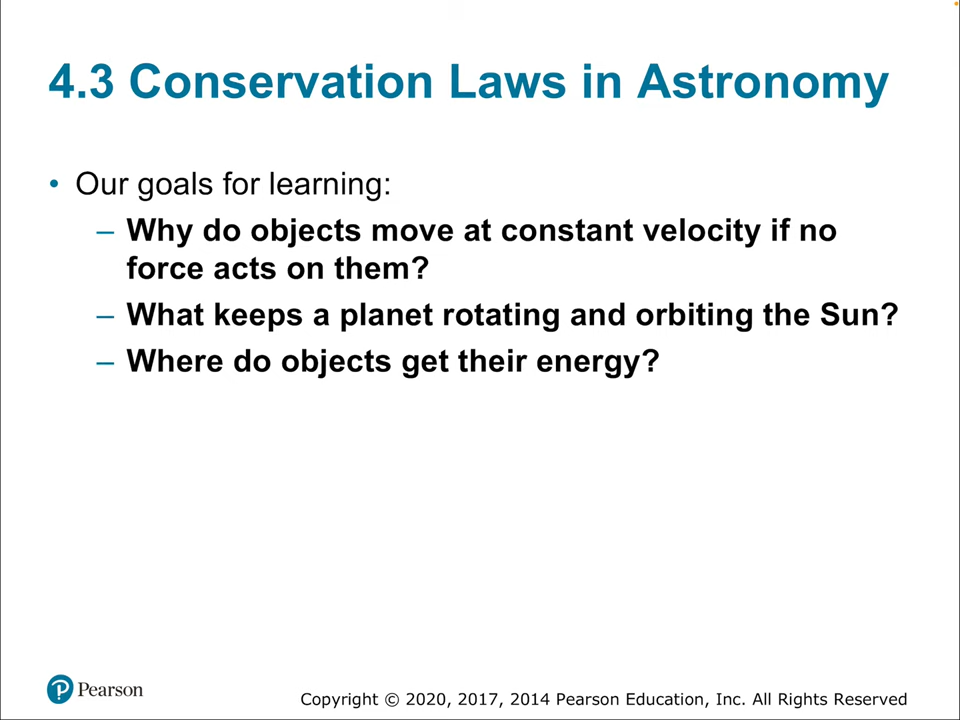 4.3 Conservation Laws in Astronomy
• Our goals for learning:
– Why do objects move at constant velocity if no
force acts on them?
– What keeps a planet rotating and orbiting the Sun?
– Where do objects get their energy?
Pearson
Copyright © 2020, 2017, 2014 Pearson Education, Inc. All Rights Reserved